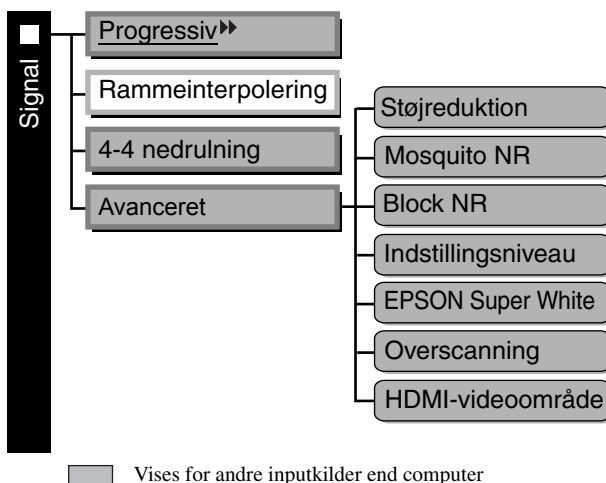 Signal
Progressiv
Rammeinterpolering
4-4 nedrulning
Avanceret
Støjreduktion
Mosquito NR
Block NR
Indstillingsniveau
EPSON Super White
Overscanning
HDMI-videoområde
Vises for andre inputkilder end computer